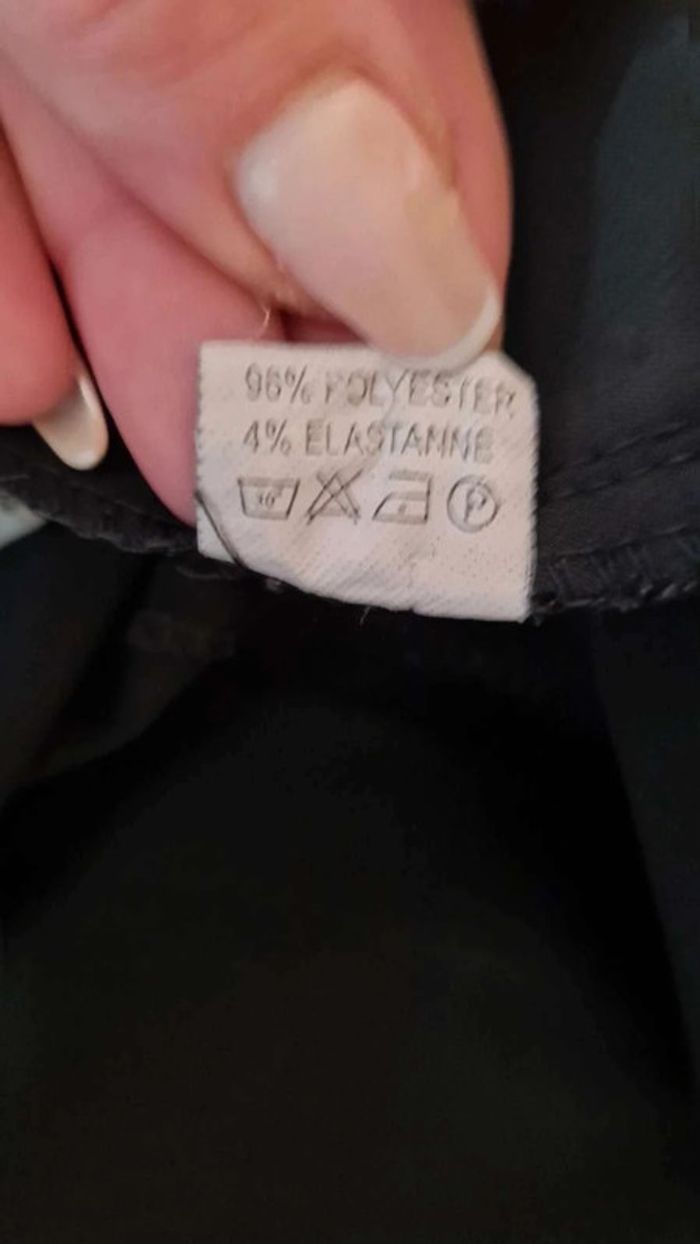 96% POLYESTER
4% ELASTANNE
P